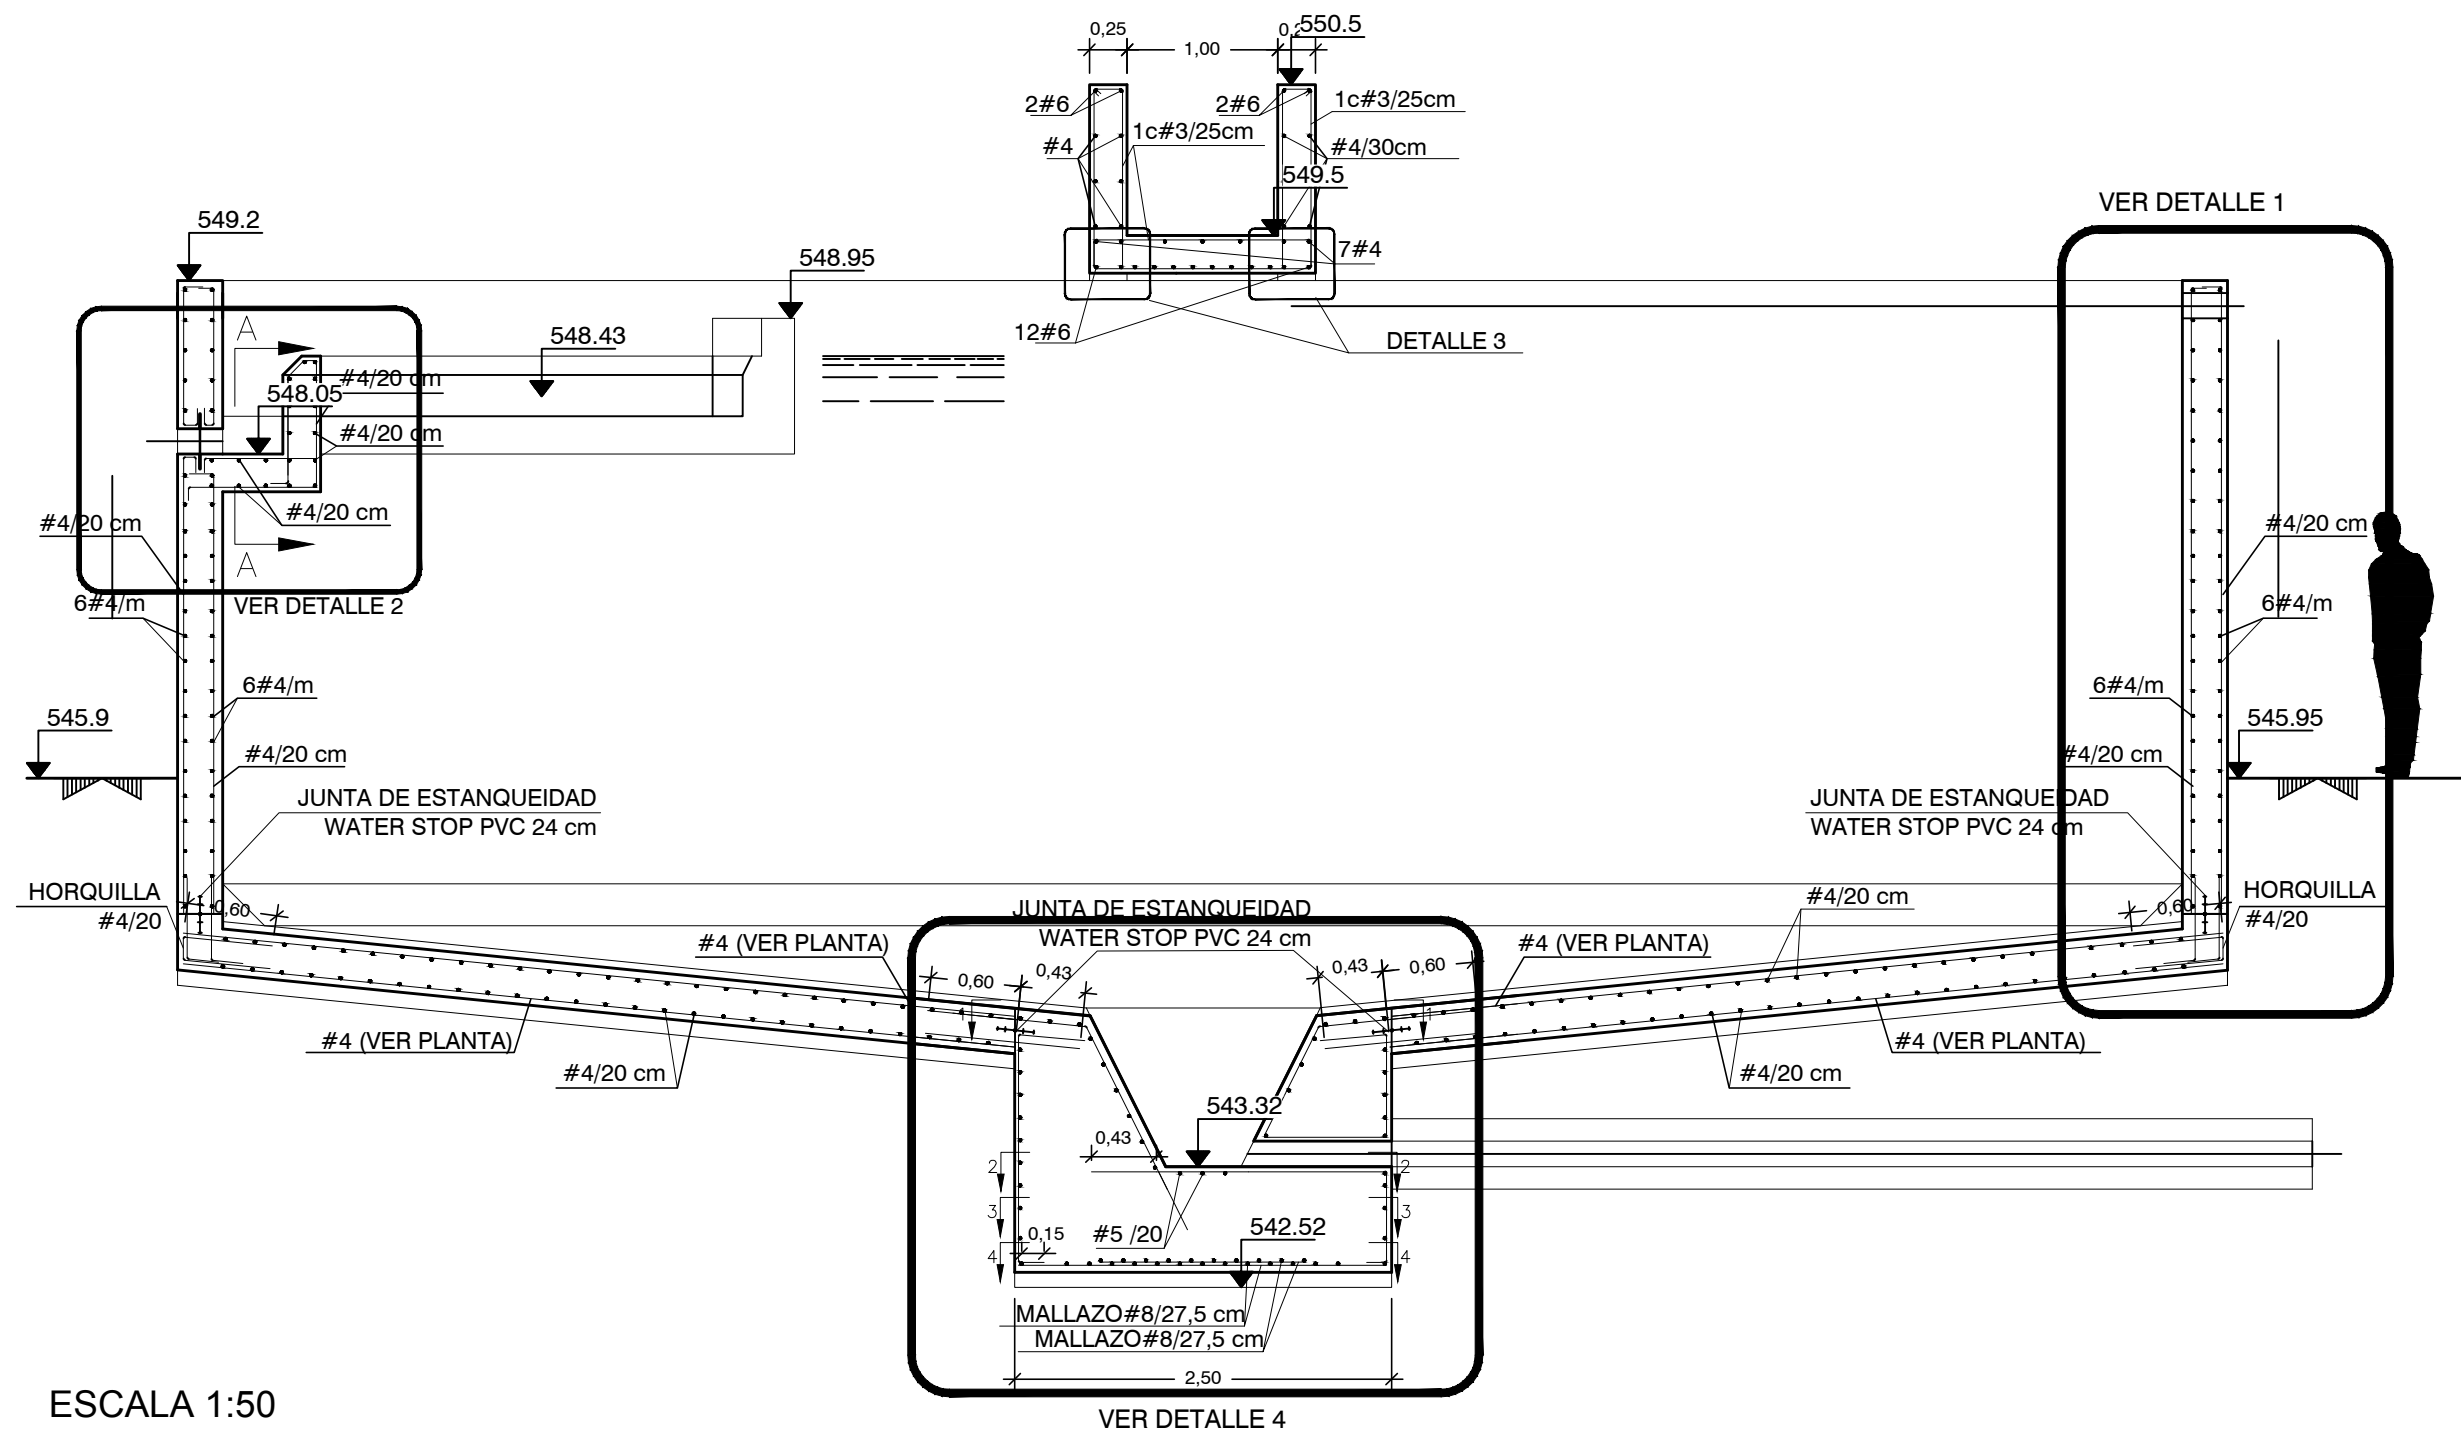 0,25
1,00
550.5
2#6
2#6
1c#3/25cm
#4
1c#3/25cm
#4/30cm
549.5
7#4
12#6
DETALLE 3
VER DETALLE 1
549.2
548.95
548.43
A
#4/20 cm
548.05
#4/20 cm
#4/20 cm
#4/20 cm
A
6#4/m
VER DETALLE 2
#4/20 cm
6#4/m
6#4/m
6#4/m
545.9
545.95
#4/20 cm
#4/20 cm
JUNTA DE ESTANQUEIDAD
WATER STOP PVC 24 cm
JUNTA DE ESTANQUEIDAD
WATER STOP PVC 24 cm
HORQUILLA
#4/20
0,60
JUNTA DE ESTANQUEIDAD
WATER STOP PVC 24 cm
#4/20 cm
0,60
HORQUILLA
#4/20
#4 (VER PLANTA)
#4 (VER PLANTA)
0,60
0,43
0,43
0,60
1
1
#4 (VER PLANTA)
#4 (VER PLANTA)
#4/20 cm
#4/20 cm
543.32
0,43
2
2
3
3
#5 /20
542.52
0,15
4
4
MALLAZO#8/27,5 cm
MALLAZO#8/27,5 cm
2,50
ESCALA 1:50
VER DETALLE 4